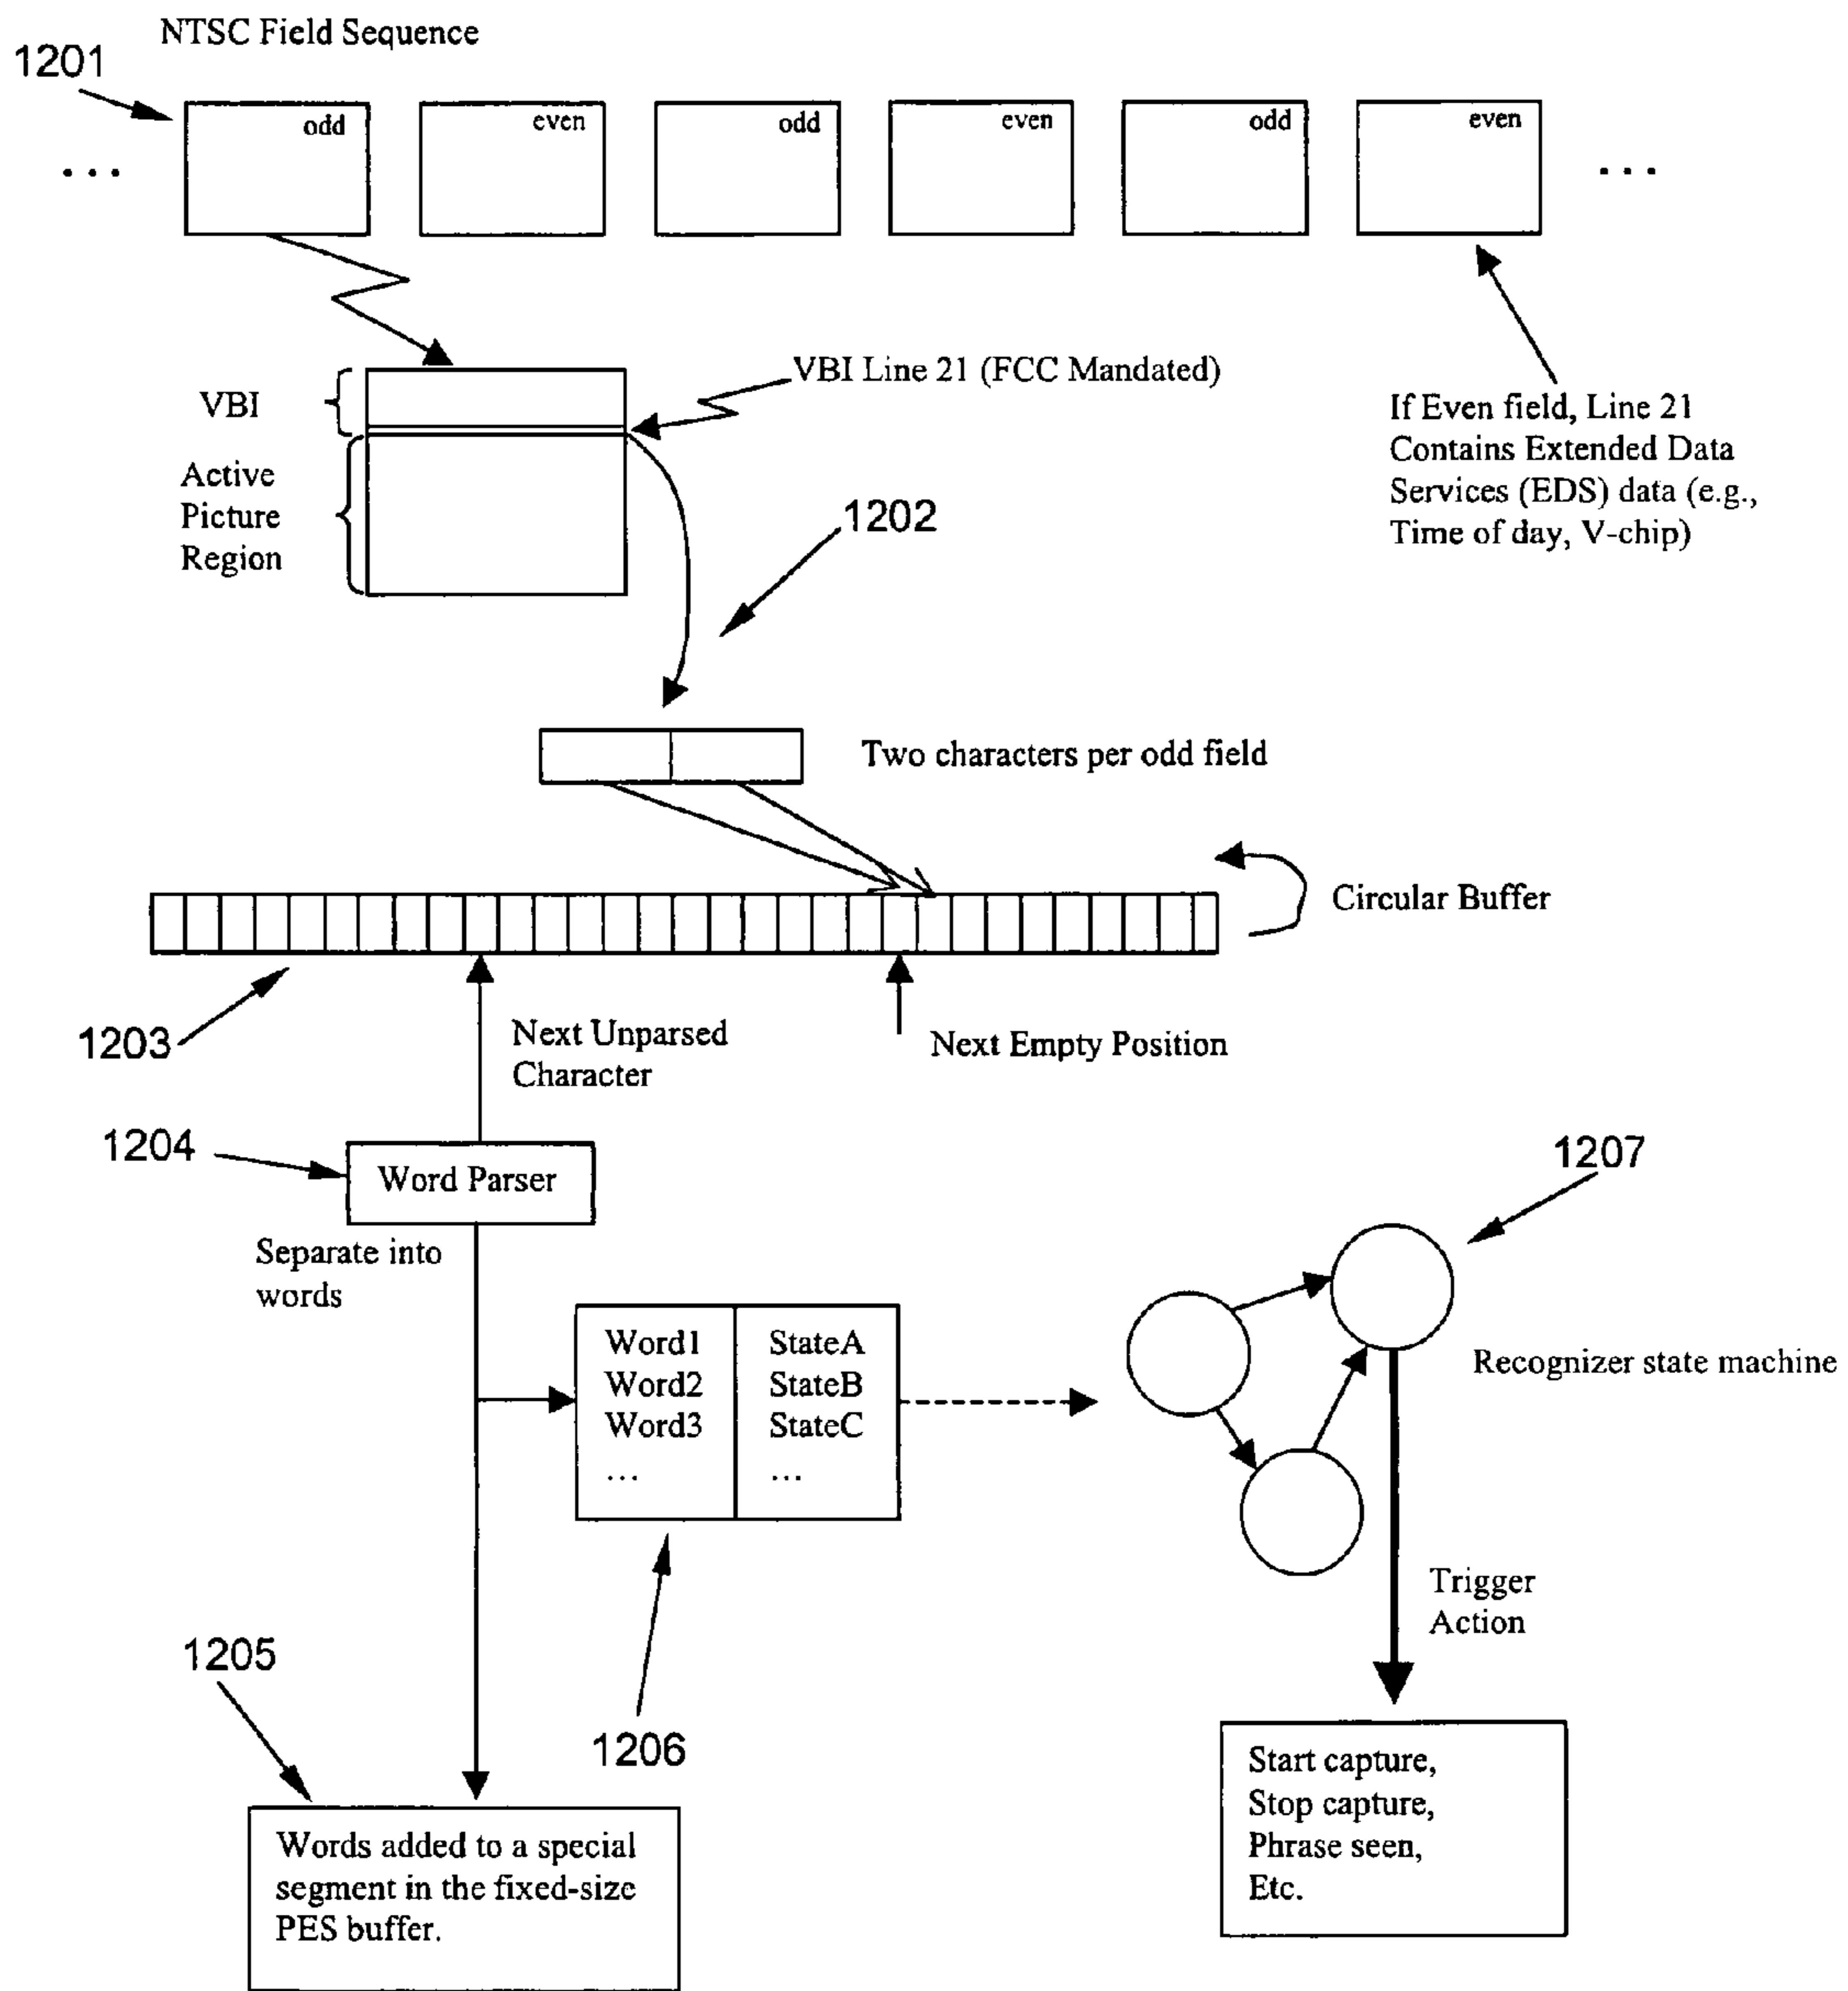 NTSC Field Sequence
1201
odd
even
odd
even
odd
even
...
...
VBI
VBI Line 21 (FCC Mandated)
Active
Picture
Region
If Even field, Line 21
Contains Extended Data
Services (EDS) data (e.g.,
Time of day, V-chip)
1202
Two characters per odd field
Circular Buffer
1203
Next Unparsed
Character
Next Empty Position
1204
Word Parser
1207
Separate into
words
Word1
Word2
Word3
...
StateA
StateB
StateC
...
Recognizer state machine
Trigger
Action
1205
1206
Words added to a special
segment in the fixed-size
PES buffer.
Start capture,
Stop capture,
Phrase seen,
Etc.